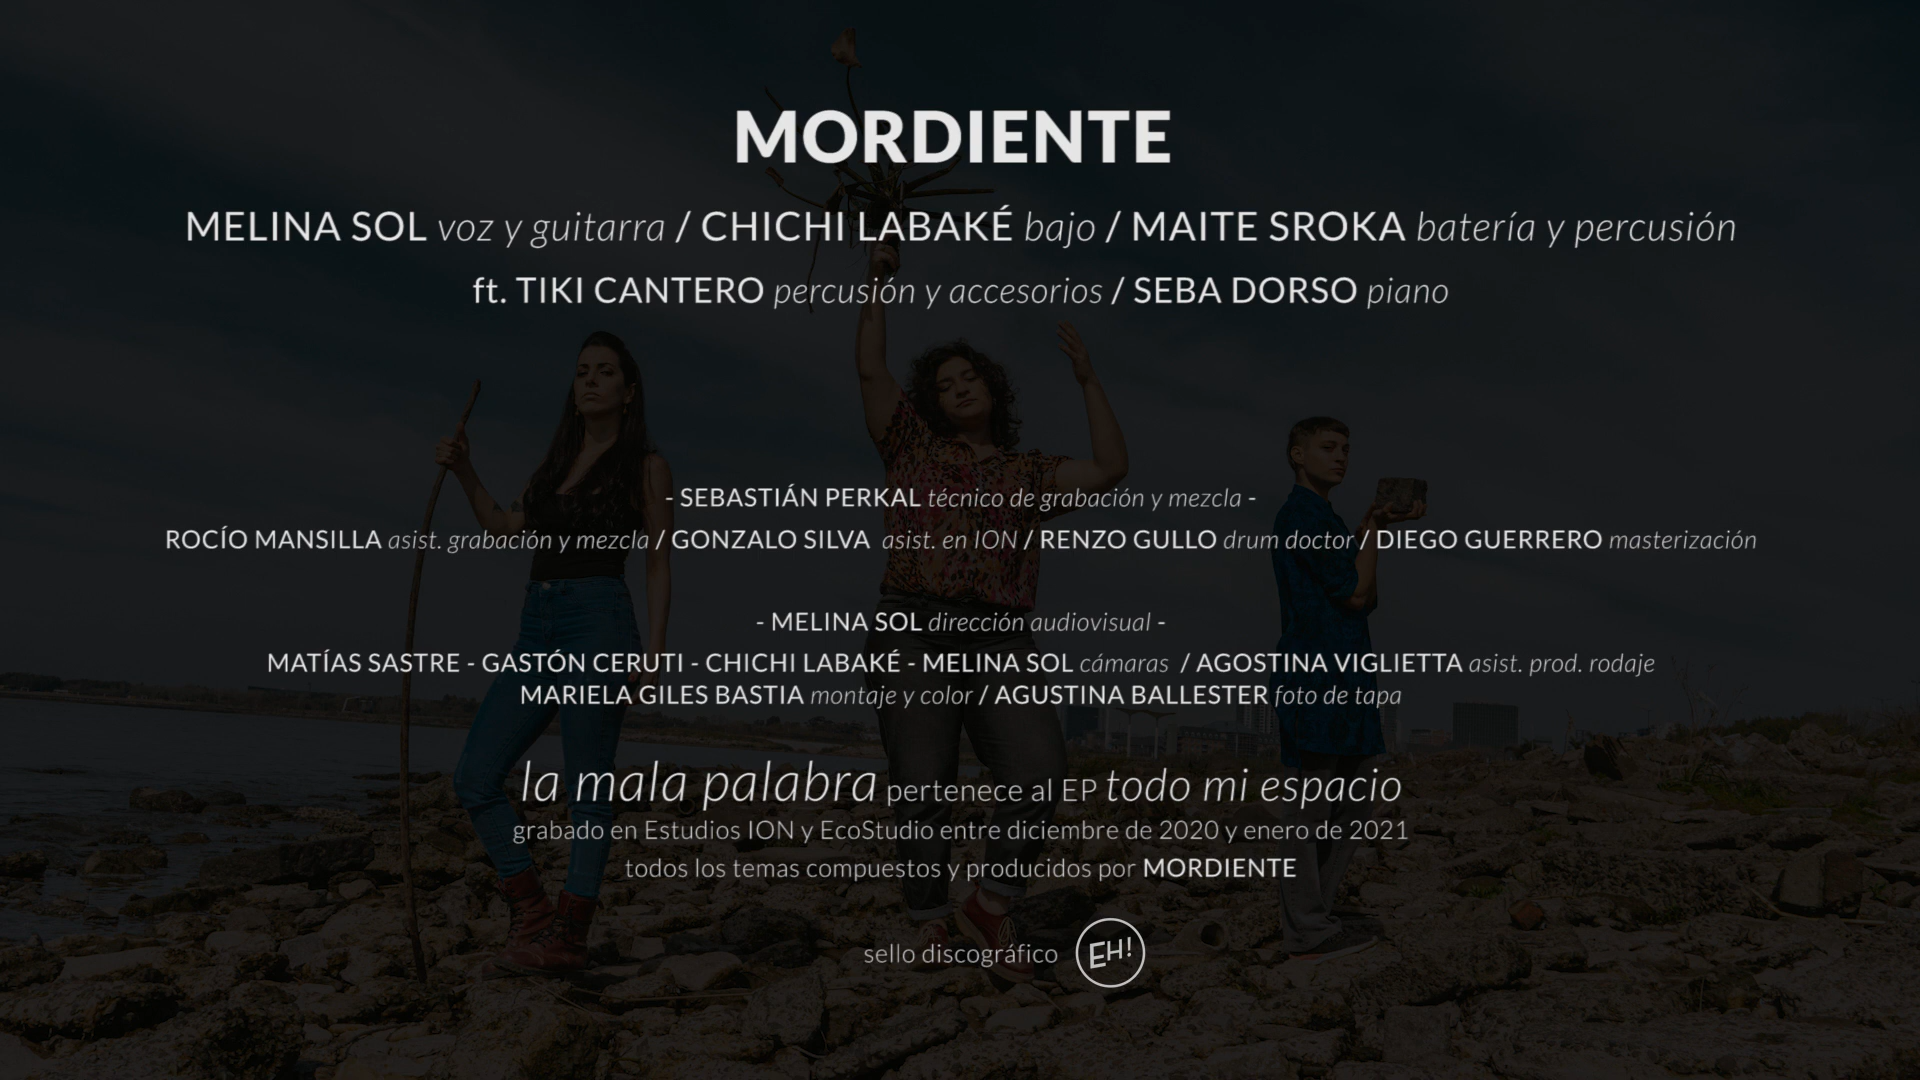 MORDIENTE
MELINA SOL voz y guitarra / CHICHI LABAKÉ bajo / MAITE SROKA batería y percusión
ft. TIKI CANTERO percusión y accesorios / SEBA DORSO piano
- SEBASTIÁN PERKAL técnico de grabación y mezcla -
ROCÍO MANSILLA asist. grabación y mezcla / GONZALO SILVA asist. en ION / RENZO GULLO drum doctor / DIEGO GUERRERO masterización
- MELINA SOL dirección audiovisual -
MATÍAS SASTRE - GASTÓN CERUTI - CHICHI LABAKÉ - MELINA SOL cámaras / AGOSTINA VIGLIETTA asist. prod. rodaje
MARIELA GILES BASTIA montaje y color / AGUSTINA BALLESTER foto de tapa
la mala palabra pertenece al EP todo mi espacio
grabado en Estudios ION y EcoStudio entre diciembre de 2020 y enero de 2021
todos los temas compuestos y producidos por MORDIENTE
sello discográfico EH!